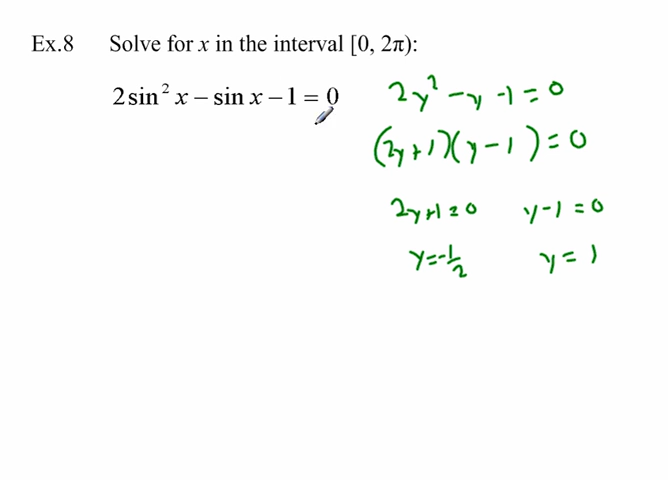 Ex.8 Solve for x in the interval [0, 2π):
2sin² x − sin x − 1 = 0
2y² − y − 1 = 0
(2y + 1)(y − 1) = 0
2y + 1 = 0 y − 1 = 0
y = −1/2 y = 1